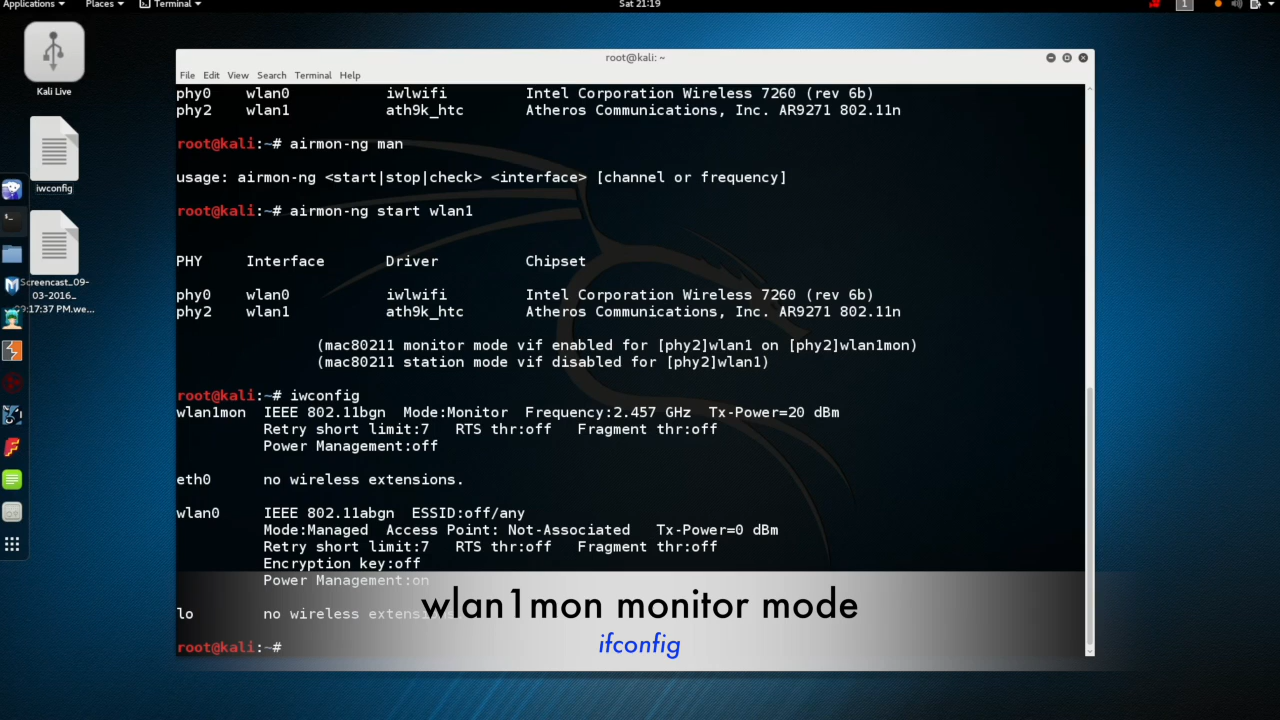 Applications Places Terminal Sat 21:19 1
root@kali: ~
File Edit View Search Terminal Help
Kali Live
iwconfig
Screencast_09-
03-2016_
09:17:37 PM.we...
phy0 wlan0 iwlwifi Intel Corporation Wireless 7260 (rev 6b)
phy2 wlan1 ath9k_htc Atheros Communications, Inc. AR9271 802.11n
root@kali:~# airmon-ng man
usage: airmon-ng <start|stop|check> <interface> [channel or frequency]
root@kali:~# airmon-ng start wlan1
PHY Interface Driver Chipset
phy0 wlan0 iwlwifi Intel Corporation Wireless 7260 (rev 6b)
phy2 wlan1 ath9k_htc Atheros Communications, Inc. AR9271 802.11n
(mac80211 monitor mode vif enabled for [phy2]wlan1 on [phy2]wlan1mon)
(mac80211 station mode vif disabled for [phy2]wlan1)
root@kali:~# iwconfig
wlan1mon IEEE 802.11bgn Mode:Monitor Frequency:2.457 GHz Tx-Power=20 dBm
Retry short limit:7 RTS thr:off Fragment thr:off
Power Management:off
eth0 no wireless extensions.
wlan0 IEEE 802.11abgn ESSID:off/any
Mode:Managed Access Point: Not-Associated Tx-Power=0 dBm
Retry short limit:7 RTS thr:off Fragment thr:off
Encryption key:off
Power Management:on
lo no wireless
root@kali:~#
wlan1mon monitor mode
ifconfig